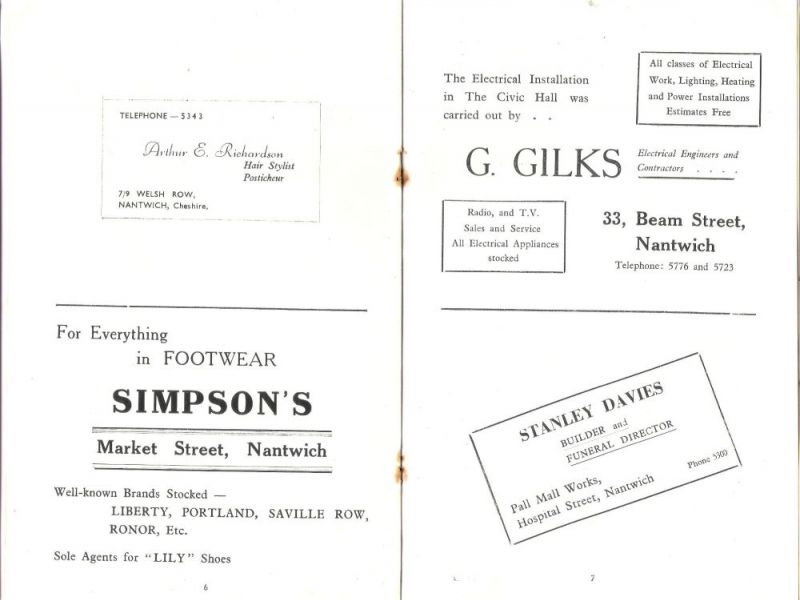 TELEPHONE — 5343
Arthur E. Richardson
Hair Stylist
Posticheur
7/9 WELSH ROW,
NANTWICH, Cheshire,
For Everything
in FOOTWEAR
SIMPSON'S
Market Street, Nantwich
Well-known Brands Stocked —
LIBERTY, PORTLAND, SAVILLE ROW,
RONOR, Etc.
Sole Agents for "LILY" Shoes
6
The Electrical Installation
in The Civic Hall was
carried out by . .
All classes of Electrical
Work, Lighting, Heating
and Power Installations
Estimates Free
G. GILKS
Electrical Engineers and
Contractors . . . .
Radio, and T.V.
Sales and Service
All Electrical Appliances
stocked
33, Beam Street,
Nantwich
Telephone: 5776 and 5723
STANLEY DAVIES
BUILDER and
FUNERAL DIRECTOR
Pall Mall Works,
Hospital Street, Nantwich
Phone 5300
7